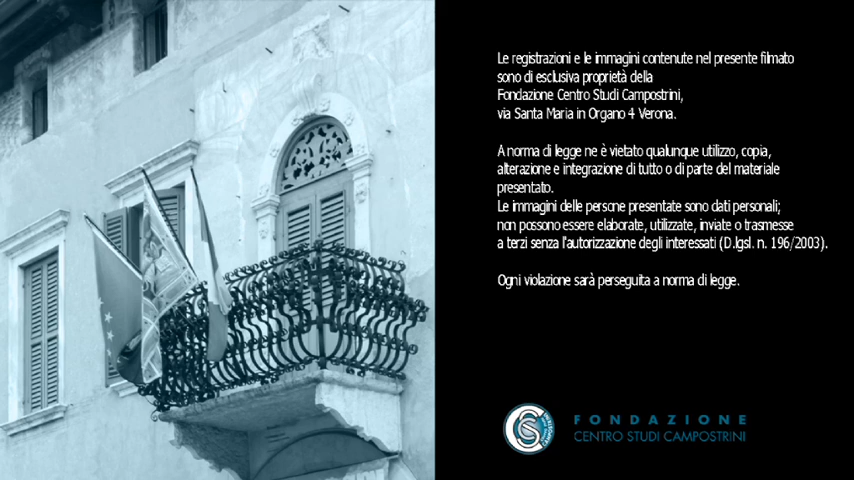 Le registrazioni e le immagini contenute nel presente filmato
sono di esclusiva proprietà della
Fondazione Centro Studi Campostrini,
via Santa Maria in Organo 4 Verona.
A norma di legge ne è vietato qualunque utilizzo, copia,
alterazione e integrazione di tutto o di parte del materiale
presentato.
Le immagini delle persone presentate sono dati personali;
non possono essere elaborate, utilizzate, inviate o trasmesse
a terzi senza l'autorizzazione degli interessati (D.lgsl. n. 196/2003).
Ogni violazione sarà perseguita a norma di legge.
FONDAZIONE
CENTRO STUDI CAMPOSTRINI